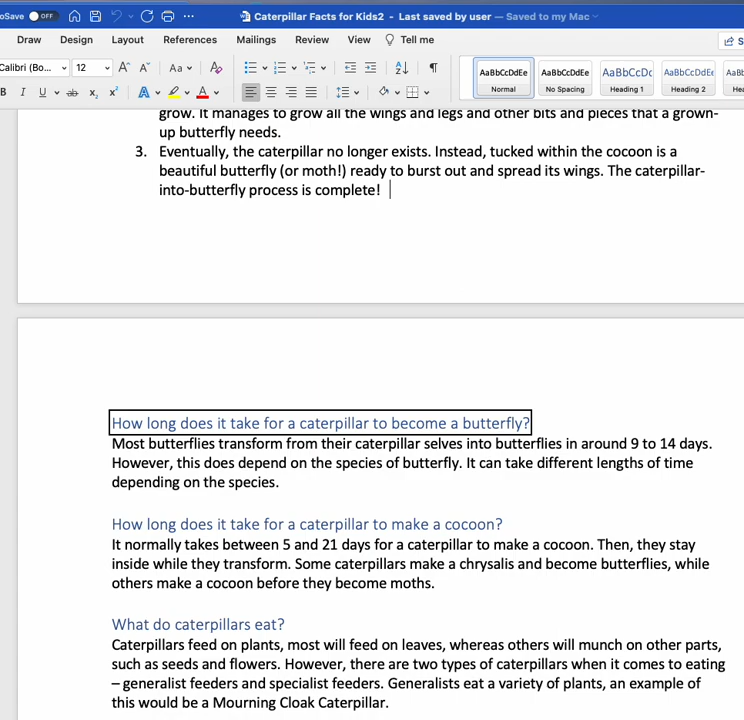 oSave OFF Caterpillar Facts for Kids2 - Last saved by user — Saved to my Mac
Draw Design Layout References Mailings Review View Tell me
Calibri (Bo... 12 A A Aa A AaBbCcDdEe AaBbCcDdEe AaBbCcDc AaBbCcDdEe AaBb
B I U ab x₂ x² A A Normal No Spacing Heading 1 Heading 2 Hea
grow. It manages to grow all the wings and legs and other bits and pieces that a grown-
up butterfly needs.
3. Eventually, the caterpillar no longer exists. Instead, tucked within the cocoon is a
beautiful butterfly (or moth!) ready to burst out and spread its wings. The caterpillar-
into-butterfly process is complete!
How long does it take for a caterpillar to become a butterfly?
Most butterflies transform from their caterpillar selves into butterflies in around 9 to 14 days.
However, this does depend on the species of butterfly. It can take different lengths of time
depending on the species.
How long does it take for a caterpillar to make a cocoon?
It normally takes between 5 and 21 days for a caterpillar to make a cocoon. Then, they stay
inside while they transform. Some caterpillars make a chrysalis and become butterflies, while
others make a cocoon before they become moths.
What do caterpillars eat?
Caterpillars feed on plants, most will feed on leaves, whereas others will munch on other parts,
such as seeds and flowers. However, there are two types of caterpillars when it comes to eating
– generalist feeders and specialist feeders. Generalists eat a variety of plants, an example of
this would be a Mourning Cloak Caterpillar.